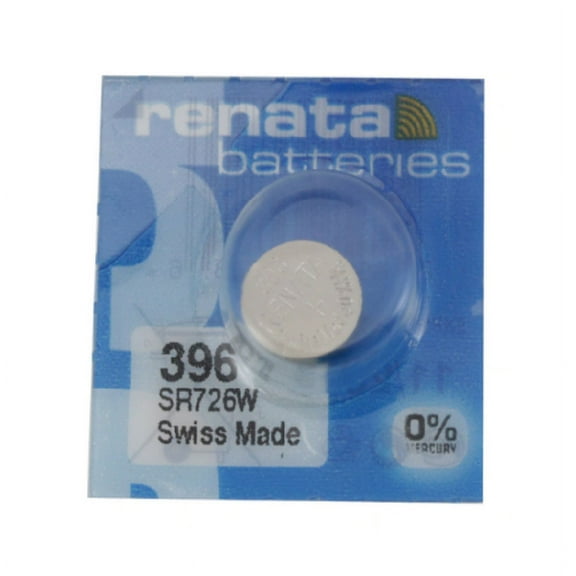 renata
batteries
396
SR726W
Swiss Made
0%
MERCURY